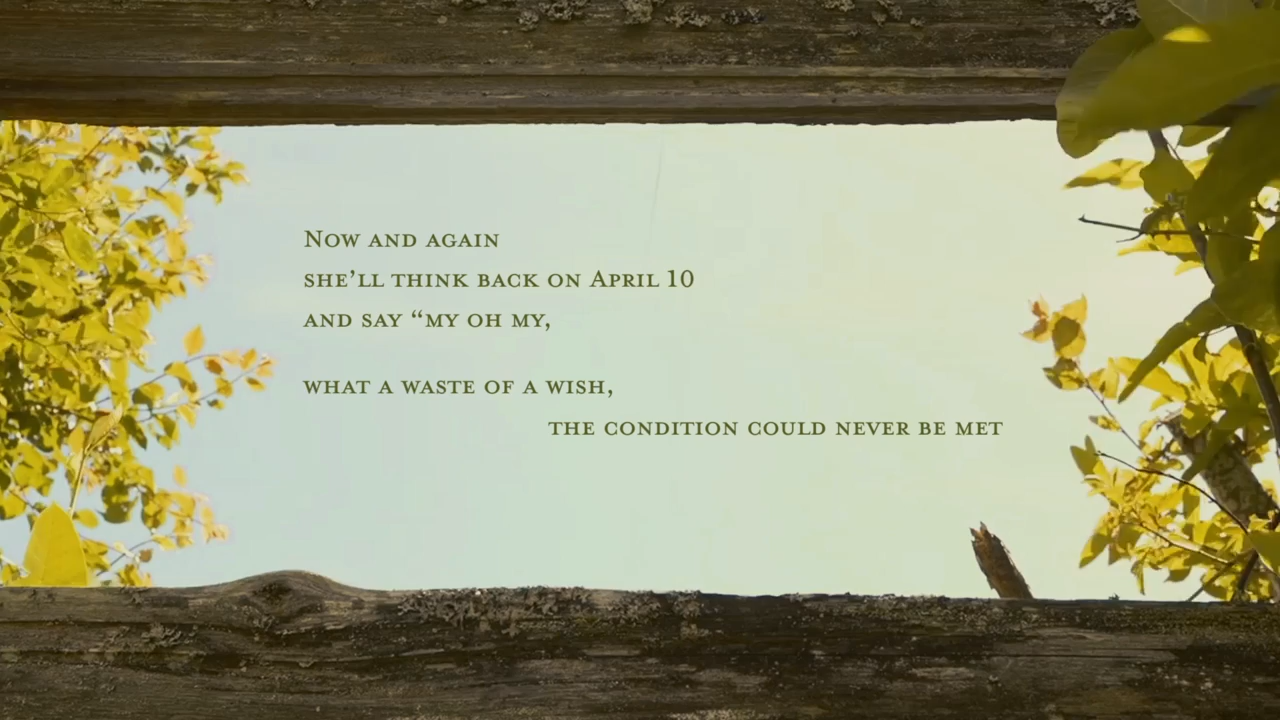 Now and again
she’ll think back on April 10
and say “my oh my,
what a waste of a wish,
the condition could never be met